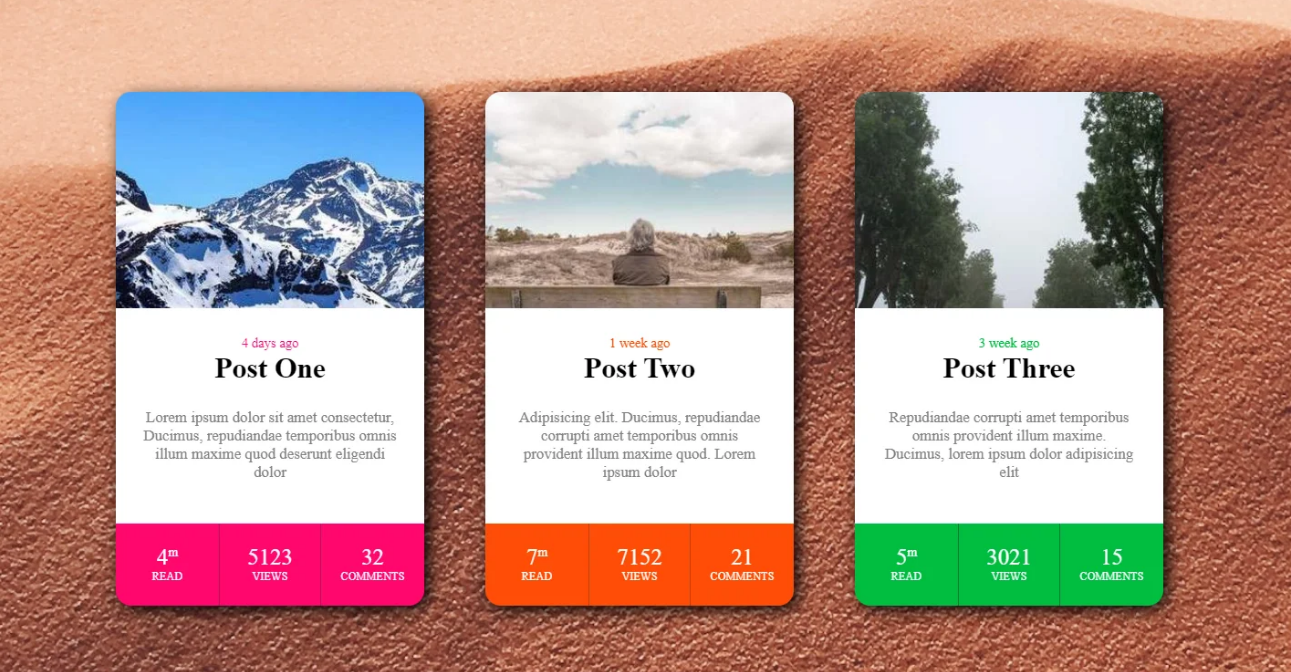 4 days ago
Post One
Lorem ipsum dolor sit amet consectetur,
Ducimus, repudiandae temporibus omnis
illum maxime quod deserunt eligendi
dolor
4m
READ
5123
VIEWS
32
COMMENTS
1 week ago
Post Two
Adipisicing elit. Ducimus, repudiandae
corrupti amet temporibus omnis
provident illum maxime quod. Lorem
ipsum dolor
7m
READ
7152
VIEWS
21
COMMENTS
3 week ago
Post Three
Repudiandae corrupti amet temporibus
omnis provident illum maxime.
Ducimus, lorem ipsum dolor adipisicing
elit
5m
READ
3021
VIEWS
15
COMMENTS